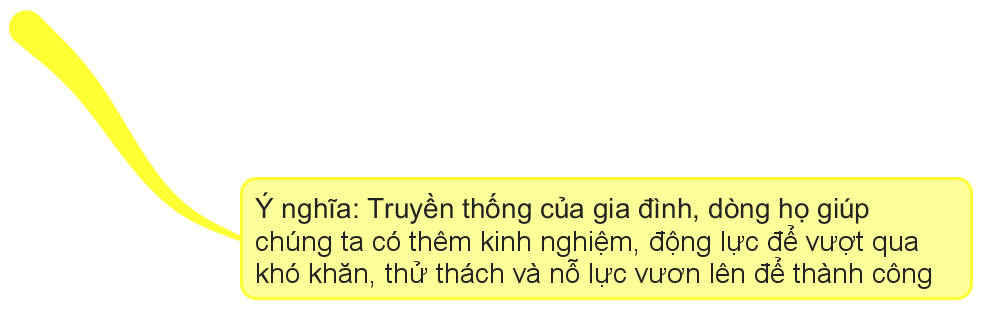 Ý nghĩa: Truyền thống của gia đình, dòng họ giúp
chúng ta có thêm kinh nghiệm, động lực để vượt qua
khó khăn, thử thách và nỗ lực vươn lên để thành công